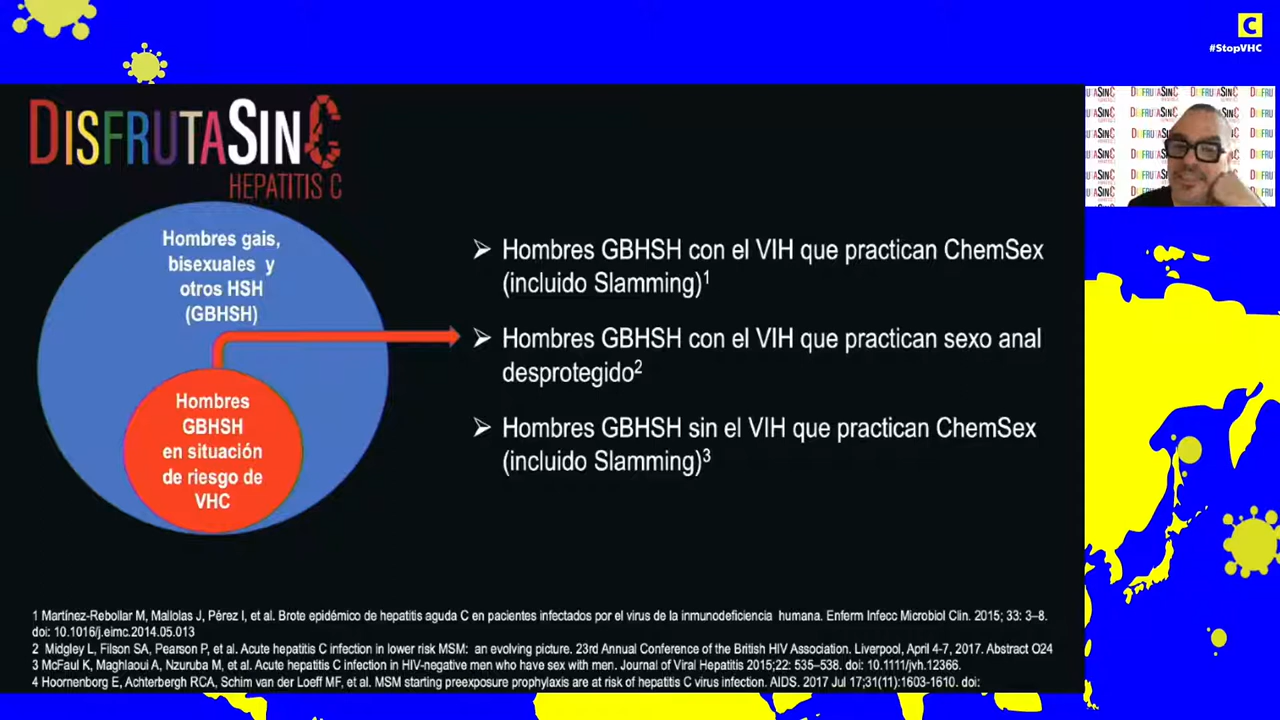 C
#StopVHC
DISFRUTASINC
HEPATITIS C
Hombres gais,
bisexuales y
otros HSH
(GBHSH)
Hombres
GBHSH
en situación
de riesgo de
VHC
➢ Hombres GBHSH con el VIH que practican ChemSex
(incluido Slamming)¹
➢ Hombres GBHSH con el VIH que practican sexo anal
desprotegido²
➢ Hombres GBHSH sin el VIH que practican ChemSex
(incluido Slamming)³
1 Martínez-Rebollar M, Mallolas J, Pérez I, et al. Brote epidémico de hepatitis aguda C en pacientes infectados por el virus de la inmunodeficiencia humana. Enferm Infecc Microbiol Clin. 2015; 33: 3–8.
doi: 10.1016/j.eimc.2014.05.013
2 Midgley L, Filson SA, Pearson P, et al. Acute hepatitis C infection in lower risk MSM: an evolving picture. 23rd Annual Conference of the British HIV Association. Liverpool, April 4-7, 2017. Abstract O24
3 McFaul K, Maghlaoui A, Nzuruba M, et al. Acute hepatitis C infection in HIV-negative men who have sex with men. Journal of Viral Hepatitis 2015;22: 535–538. doi: 10.1111/jvh.12366.
4 Hoornenborg E, Achterbergh RCA, Schim van der Loeff MF, et al. MSM starting preexposure prophylaxis are at risk of hepatitis C virus infection. AIDS. 2017 Jul 17;31(11):1603-1610. doi: